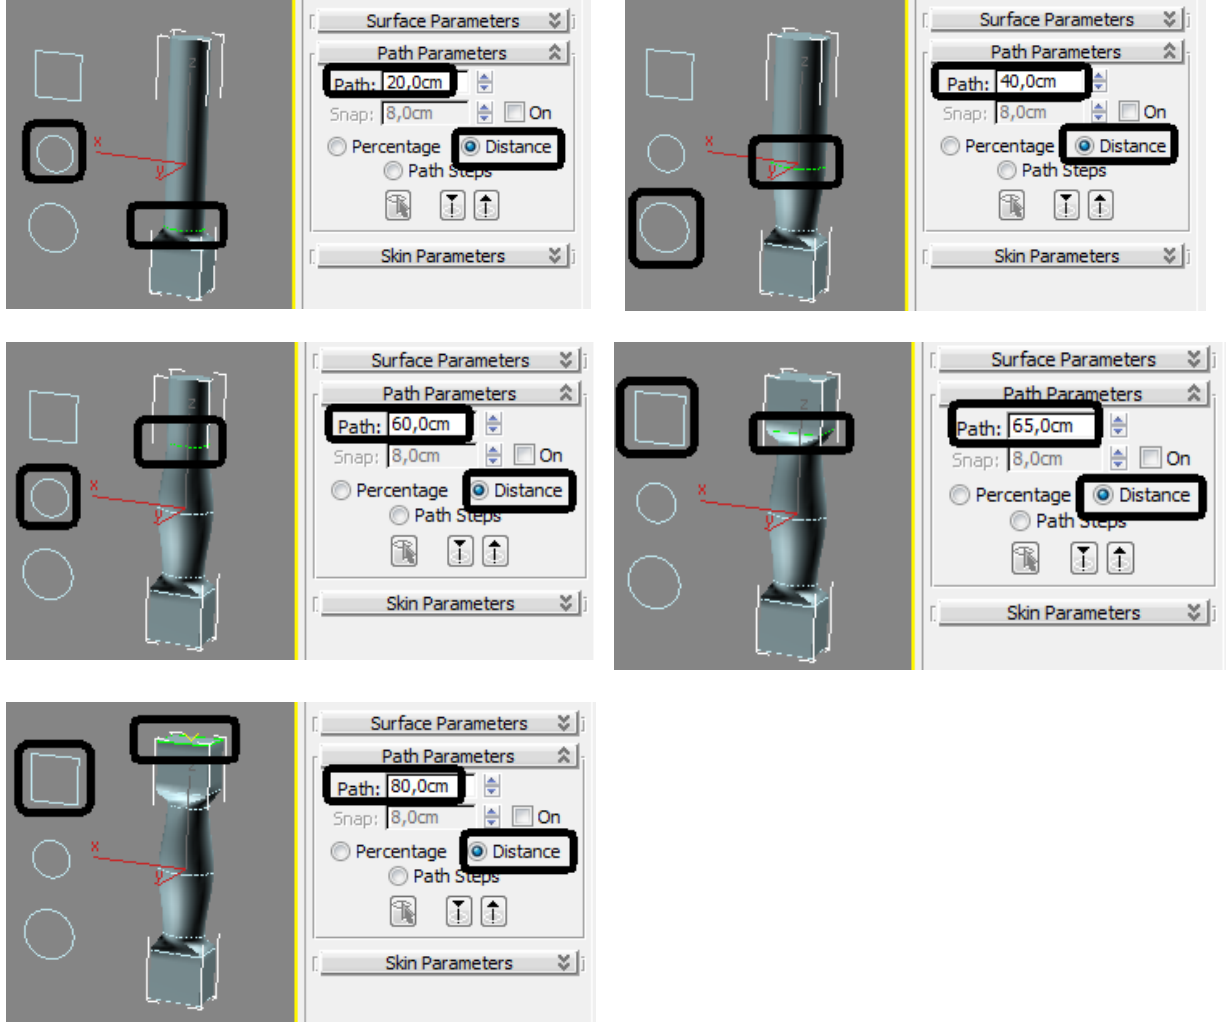 Surface Parameters
Path Parameters
Path: 20,0cm
Snap: 8,0cm On
Percentage Distance
Path Steps
Skin Parameters
x
y
z
Surface Parameters
Path Parameters
Path: 40,0cm
Snap: 8,0cm On
Percentage Distance
Path Steps
Skin Parameters
x
y
z
Surface Parameters
Path Parameters
Path: 60,0cm
Snap: 8,0cm On
Percentage Distance
Path Steps
Skin Parameters
x
y
z
Surface Parameters
Path Parameters
Path: 65,0cm
Snap: 8,0cm On
Percentage Distance
Path Steps
Skin Parameters
x
y
z
Surface Parameters
Path Parameters
Path: 80,0cm
Snap: 8,0cm On
Percentage Distance
Path Steps
Skin Parameters
x
y
z